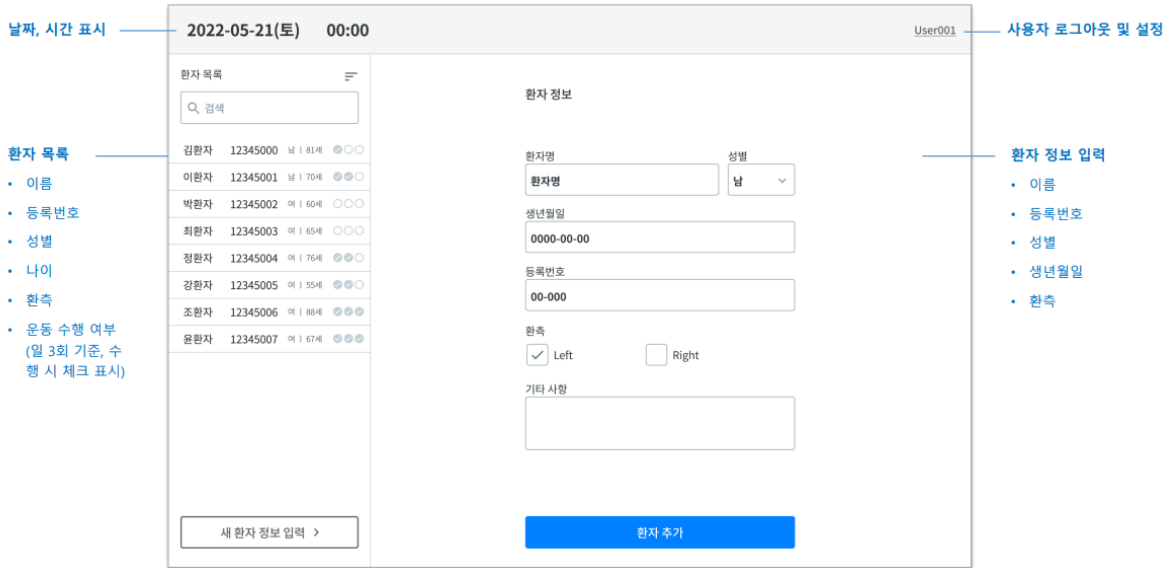 날짜, 시간 표시
2022-05-21(토) 00:00
User001
사용자 로그아웃 및 설정
환자 목록
검색
김환자 12345000 남 | 81세
이환자 12345001 남 | 70세
박환자 12345002 여 | 60세
최환자 12345003 여 | 65세
정환자 12345004 여 | 76세
강환자 12345005 여 | 55세
조환자 12345006 여 | 88세
윤환자 12345007 여 | 67세
새 환자 정보 입력 >
환자 목록
• 이름
• 등록번호
• 성별
• 나이
• 환측
• 운동 수행 여부
(일 3회 기준, 수
행 시 체크 표시)
환자 정보
환자명 성별
환자명 남
생년월일
0000-00-00
등록번호
00-000
환측
Left Right
기타 사항
환자 추가
환자 정보 입력
• 이름
• 등록번호
• 성별
• 생년월일
• 환측